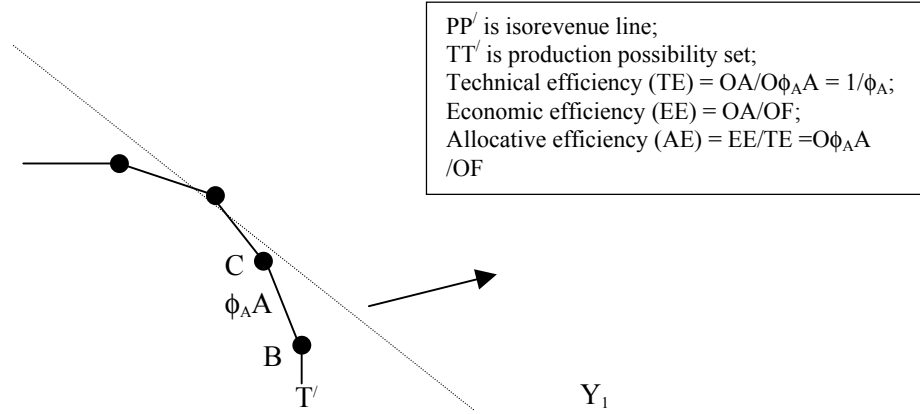 PP/ is isorevenue line;
TT/ is production possibility set;
Technical efficiency (TE) = OA/OϕAA = 1/ϕA;
Economic efficiency (EE) = OA/OF;
Allocative efficiency (AE) = EE/TE =OϕAA
/OF
C
ϕAA
B
T/
Y1